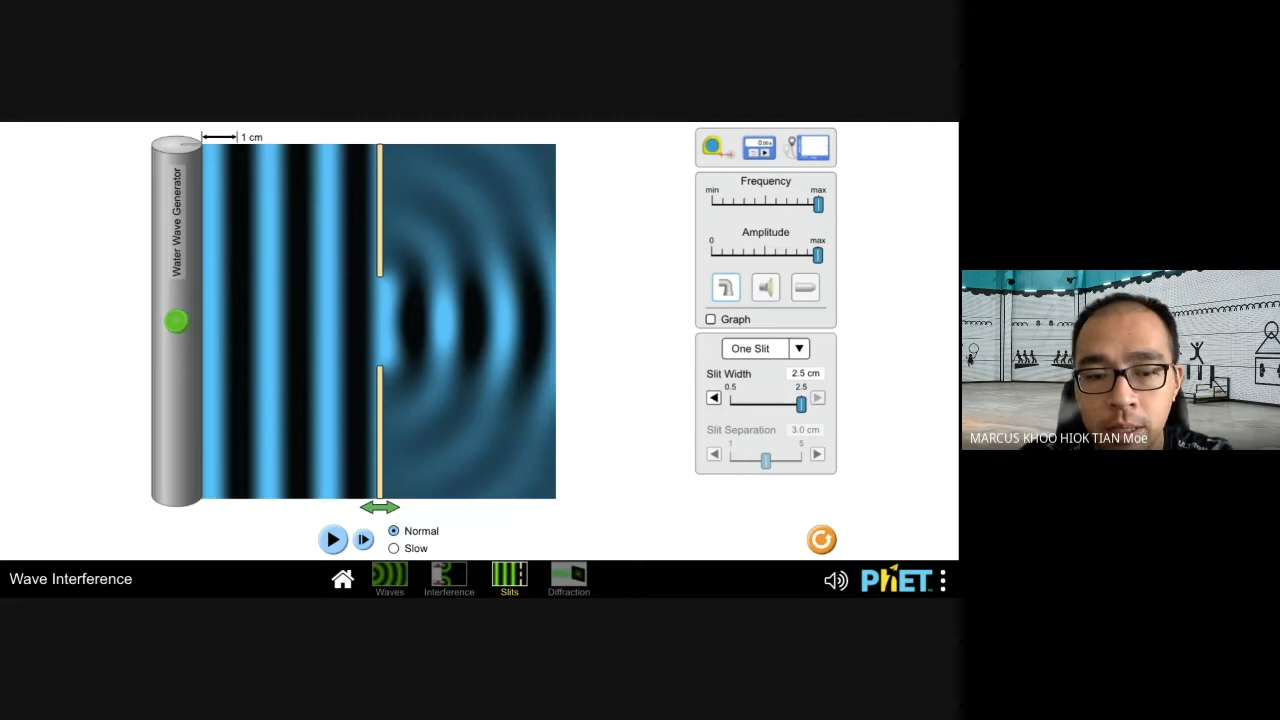 1 cm
Water Wave Generator
0.00 s
Frequency
min
max
Amplitude
0
max
Graph
One Slit
Slit Width
2.5 cm
0.5
2.5
Slit Separation
3.0 cm
1
5
Normal
Slow
Wave Interference
Waves
Interference
Slits
Diffraction
PhET
MARCUS KHOO HIOK TIAN Moe